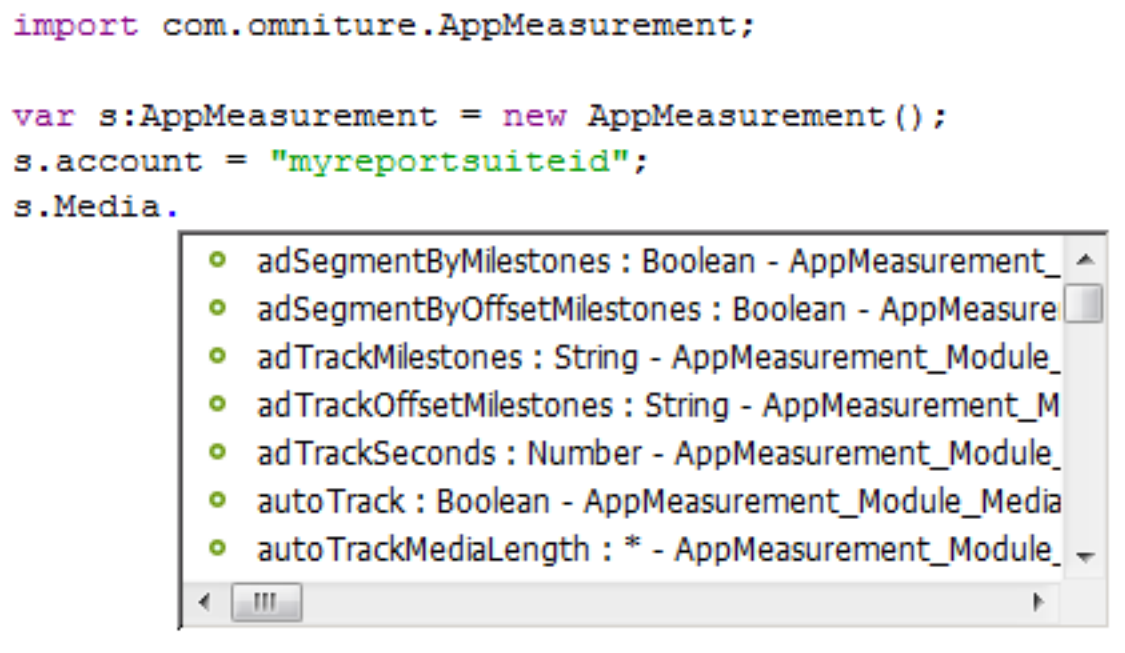 import com.omniture.AppMeasurement;
var s:AppMeasurement = new AppMeasurement();
s.account = "myreportsuiteid";
s.Media.
adSegmentByMilestones : Boolean - AppMeasurement_
adSegmentByOffsetMilestones : Boolean - AppMeasure
adTrackMilestones : String - AppMeasurement_Module_
adTrackOffsetMilestones : String - AppMeasurement_M
adTrackSeconds : Number - AppMeasurement_Module_
autoTrack : Boolean - AppMeasurement_Module_Media
autoTrackMediaLength : * - AppMeasurement_Module_